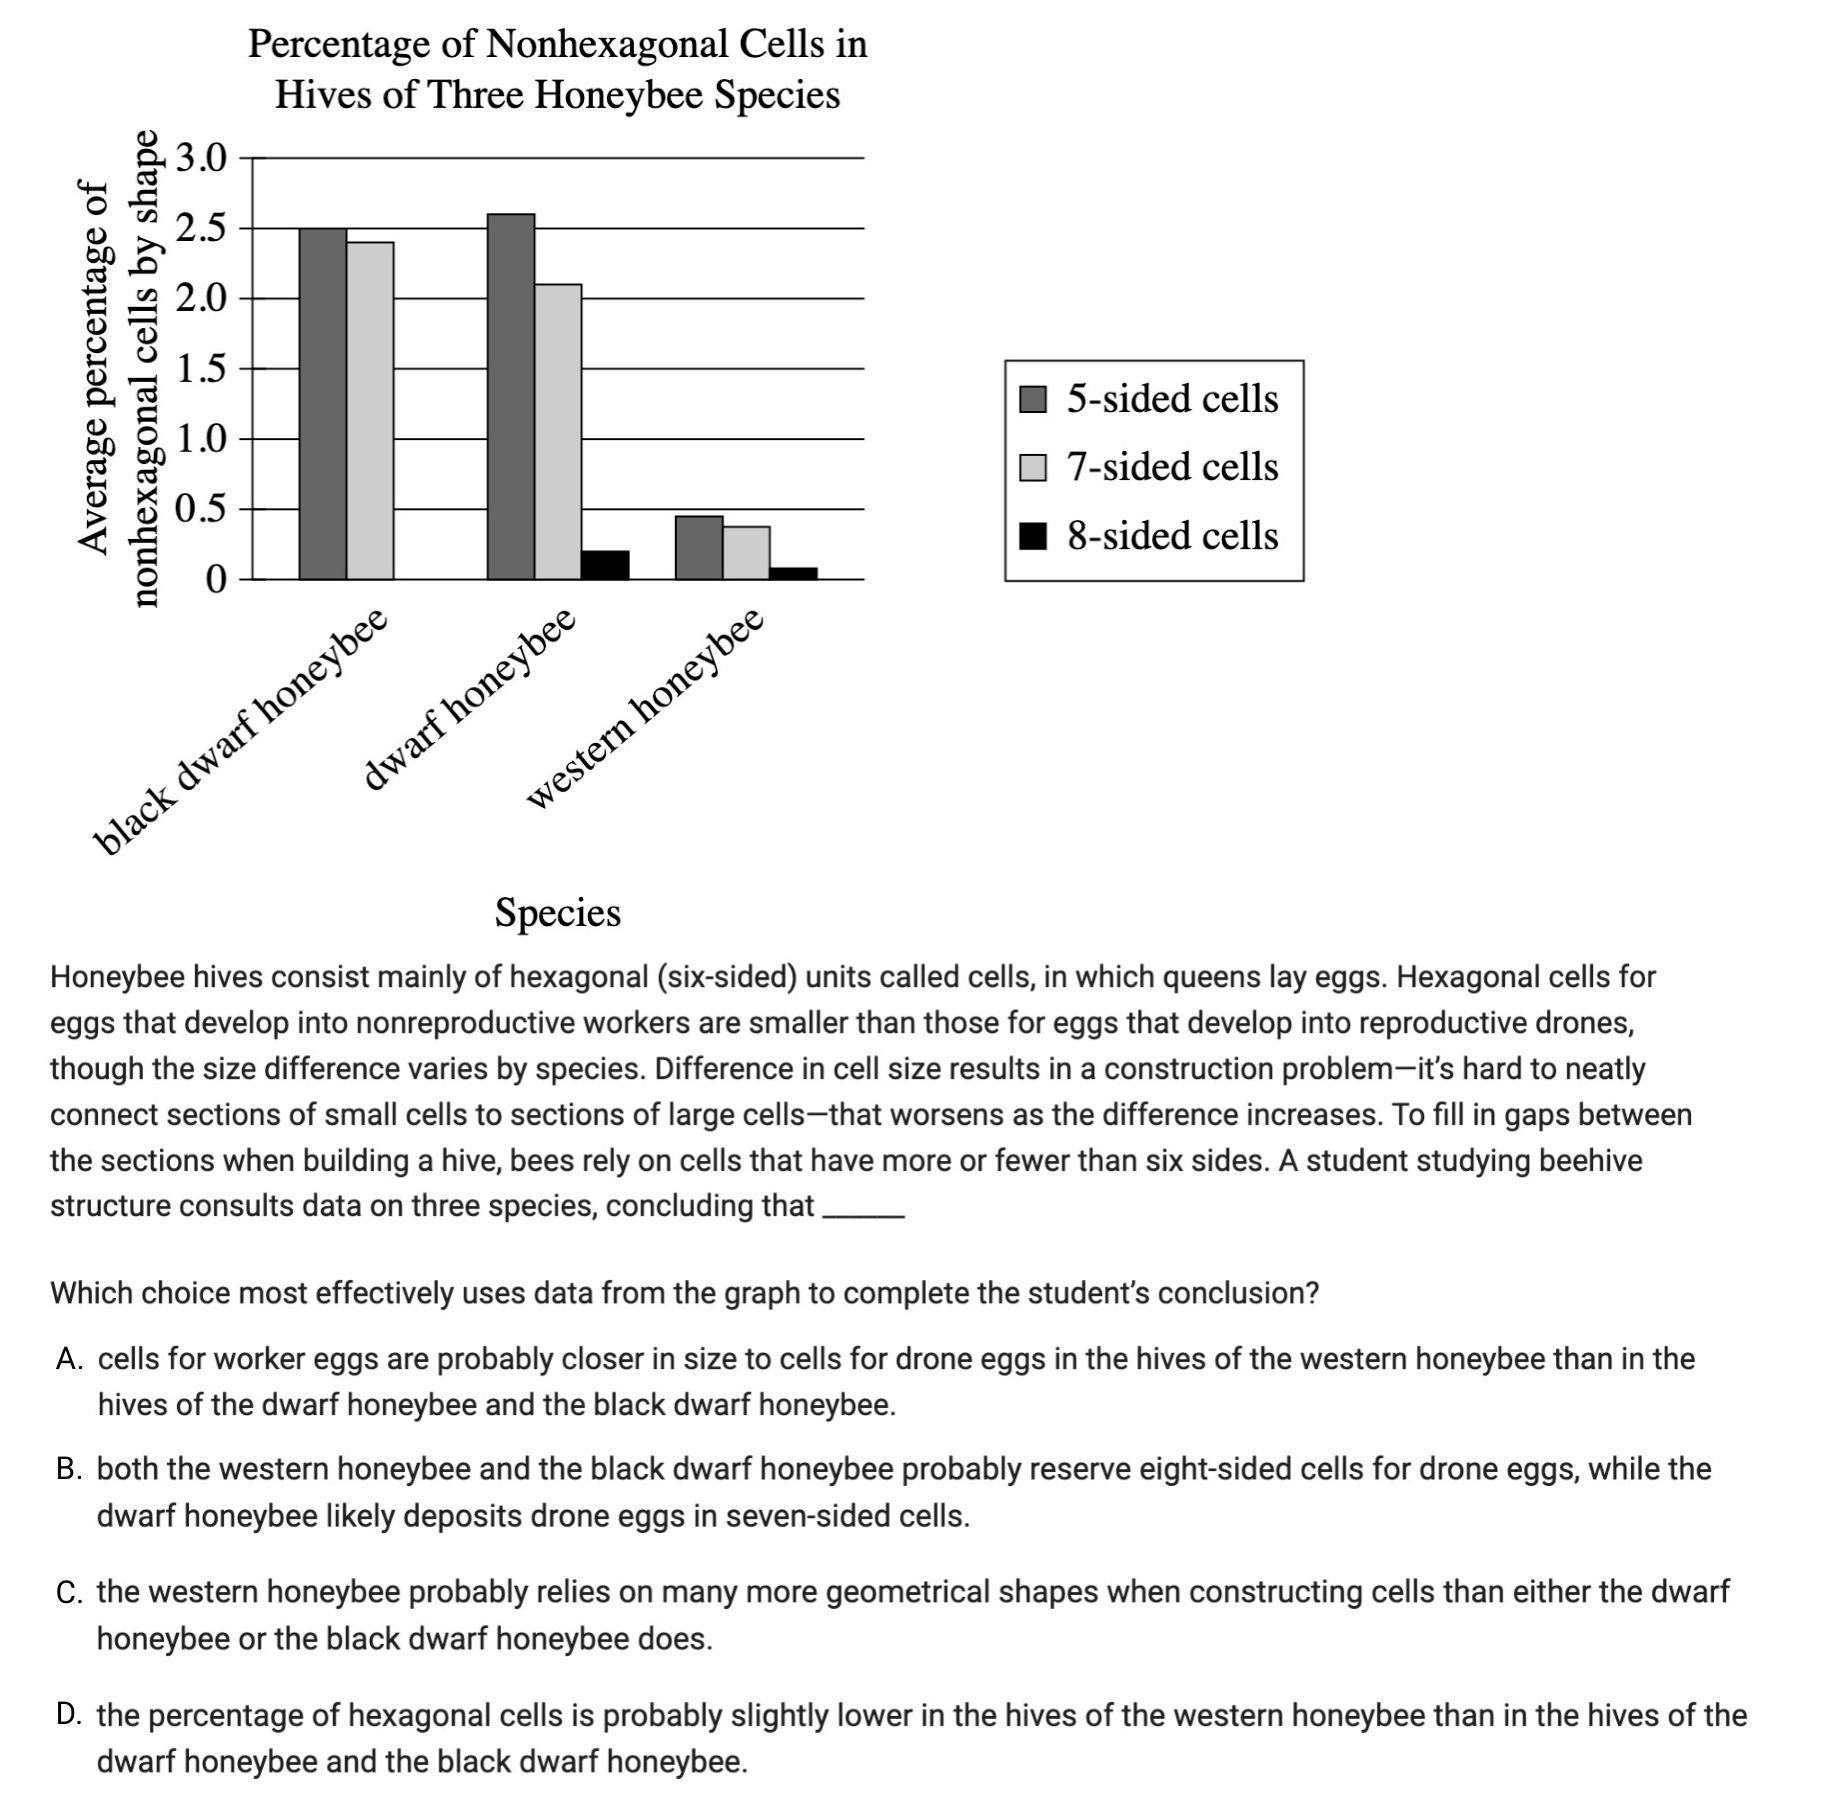 Percentage of Nonhexagonal Cells in
Hives of Three Honeybee Species
Average percentage of
nonhexagonal cells by shape
3.0
2.5
2.0
1.5
1.0
0.5
0
5-sided cells
7-sided cells
8-sided cells
black dwarf honeybee
dwarf honeybee
western honeybee
Species
Honeybee hives consist mainly of hexagonal (six-sided) units called cells, in which queens lay eggs. Hexagonal cells for
eggs that develop into nonreproductive workers are smaller than those for eggs that develop into reproductive drones,
though the size difference varies by species. Difference in cell size results in a construction problem—it's hard to neatly
connect sections of small cells to sections of large cells—that worsens as the difference increases. To fill in gaps between
the sections when building a hive, bees rely on cells that have more or fewer than six sides. A student studying beehive
structure consults data on three species, concluding that ______
Which choice most effectively uses data from the graph to complete the student's conclusion?
A. cells for worker eggs are probably closer in size to cells for drone eggs in the hives of the western honeybee than in the
hives of the dwarf honeybee and the black dwarf honeybee.
B. both the western honeybee and the black dwarf honeybee probably reserve eight-sided cells for drone eggs, while the
dwarf honeybee likely deposits drone eggs in seven-sided cells.
C. the western honeybee probably relies on many more geometrical shapes when constructing cells than either the dwarf
honeybee or the black dwarf honeybee does.
D. the percentage of hexagonal cells is probably slightly lower in the hives of the western honeybee than in the hives of the
dwarf honeybee and the black dwarf honeybee.